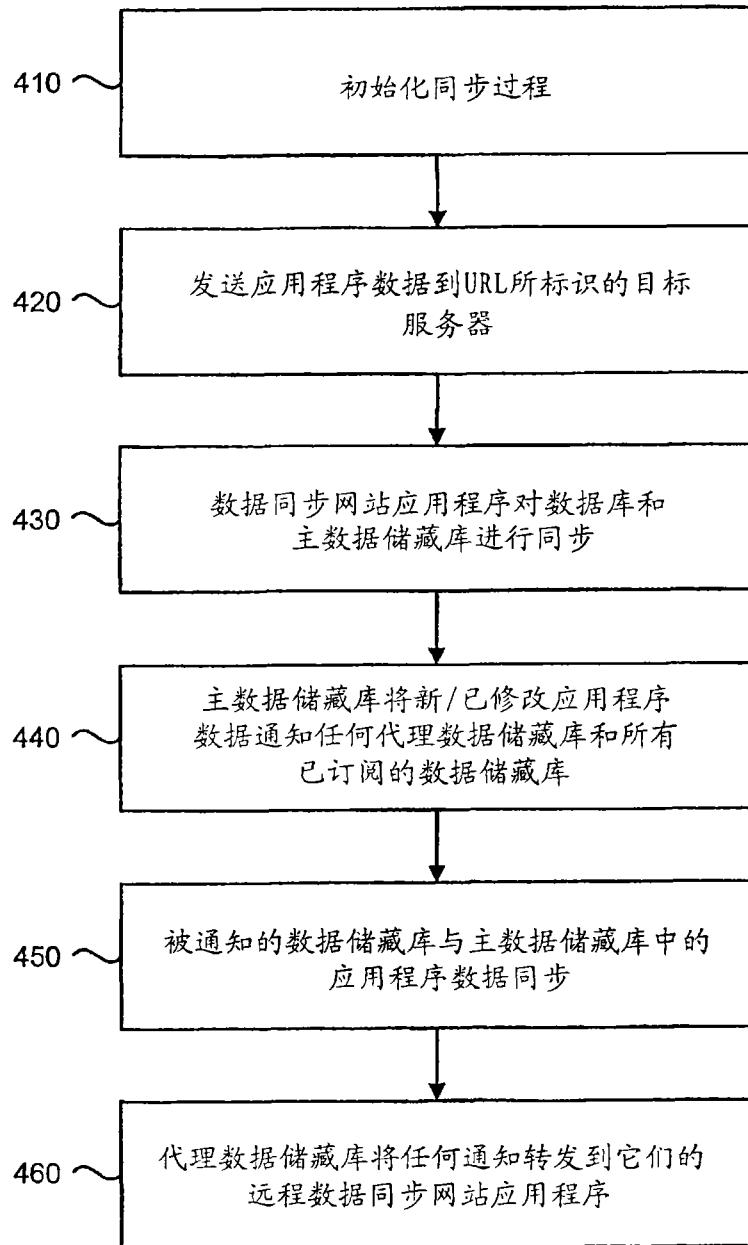 410
初始化同步过程
420
发送应用程序数据到URL所标识的目标
服务器
430
数据同步网站应用程序对数据库和
主数据储藏库进行同步
440
主数据储藏库将新/已修改应用程序
数据通知任何代理数据储藏库和所有
已订阅的数据储藏库
450
被通知的数据储藏库与主数据储藏库中的
应用程序数据同步
460
代理数据储藏库将任何通知转发到它们的
远程数据同步网站应用程序